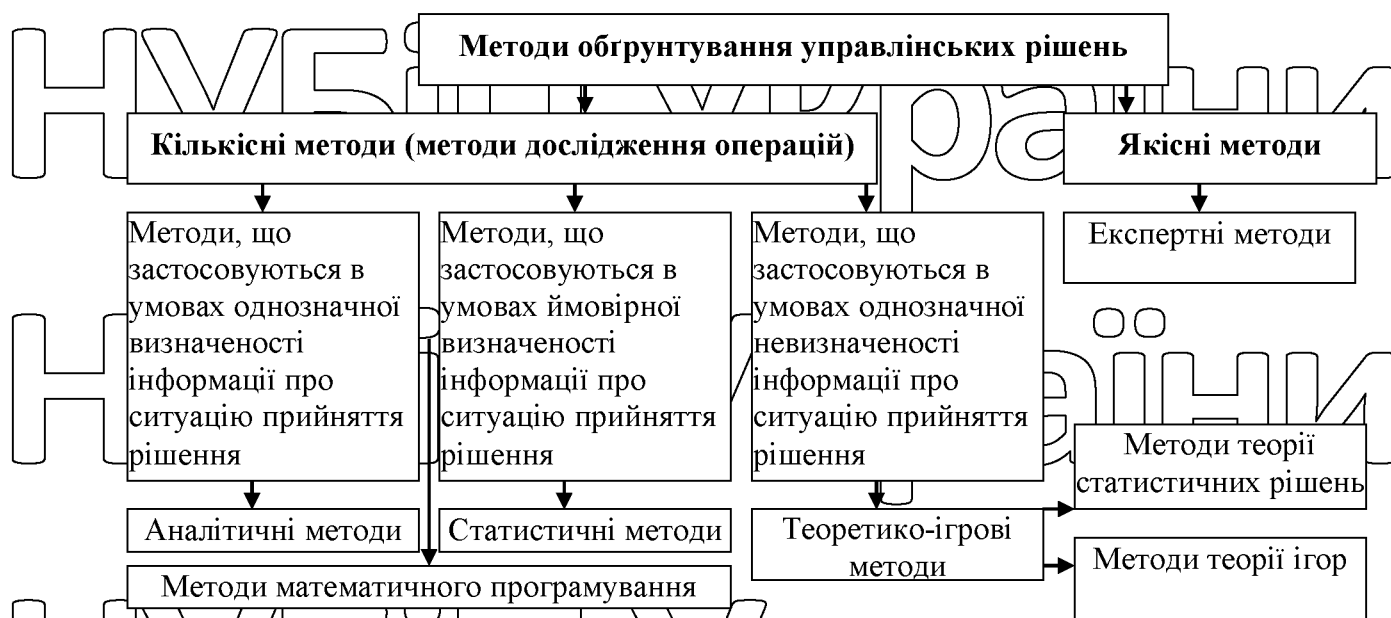 Методи обґрунтування управлінських рішень
Кількісні методи (методи дослідження операцій)
Якісні методи
Методи, що
застосовуються в
умовах однозначної
визначеності
інформації про
ситуацію прийняття
рішення
Методи, що
застосовуються в
умовах ймовірної
визначеності
інформації про
ситуацію прийняття
рішення
Методи, що
застосовуються в
умовах однозначної
невизначеності
інформації про
ситуацію прийняття
рішення
Експертні методи
Аналітичні методи
Статистичні методи
Теоретико-ігрові
методи
Методи теорії
статистичних рішень
Методи теорії ігор
Методи математичного програмування